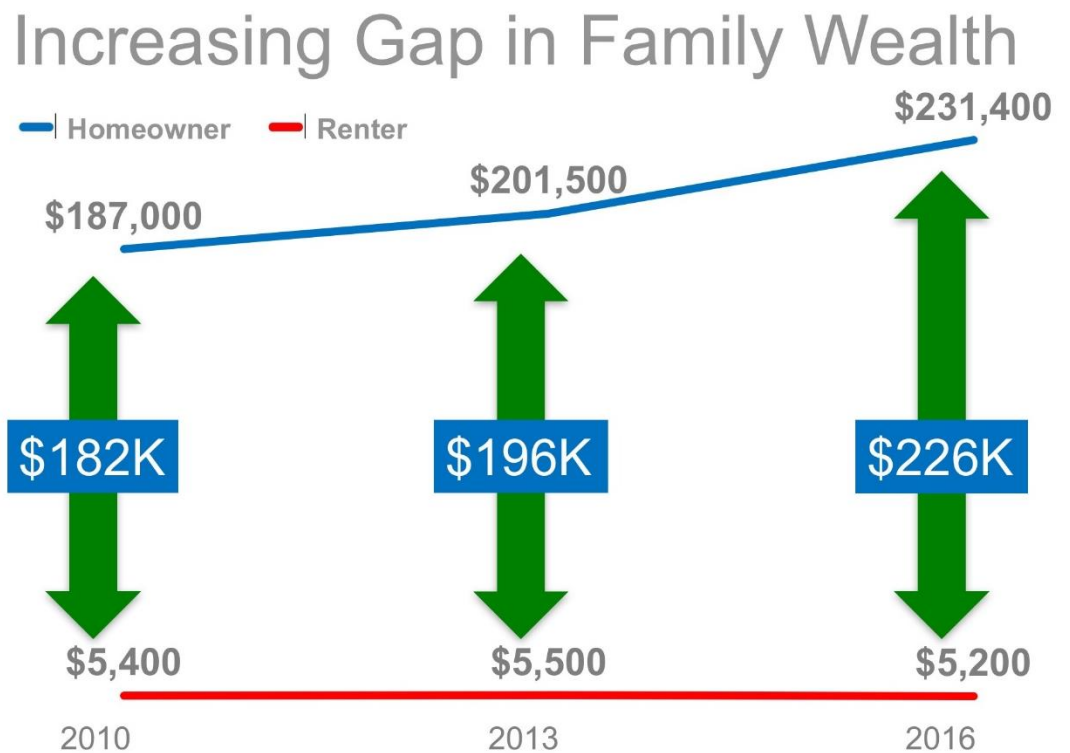 Increasing Gap in Family Wealth
Homeowner Renter
$231,400
$201,500
$187,000
$182K $196K $226K
$5,400 $5,500 $5,200
2010 2013 2016